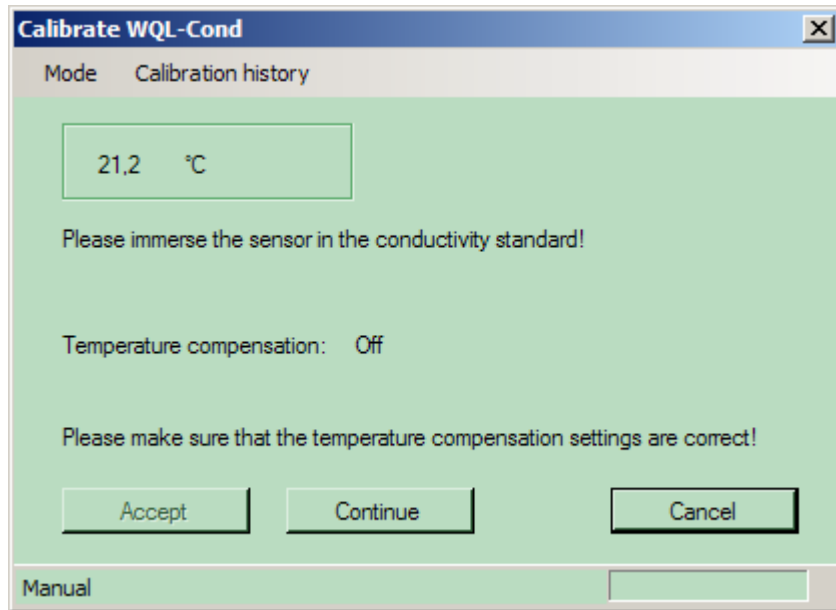 Calibrate WQL-Cond
Mode Calibration history
21,2 °C
Please immerse the sensor in the conductivity standard!
Temperature compensation: Off
Please make sure that the temperature compensation settings are correct!
Accept Continue Cancel
Manual